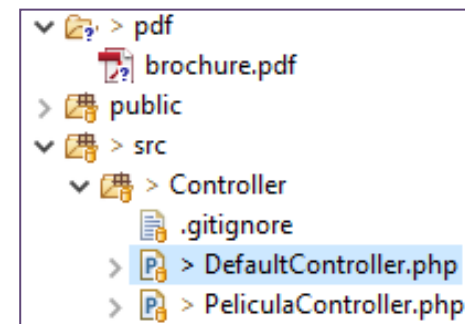 > pdf
brochure.pdf
public
> src
> Controller
.gitignore
> DefaultController.php
> PeliculaController.php